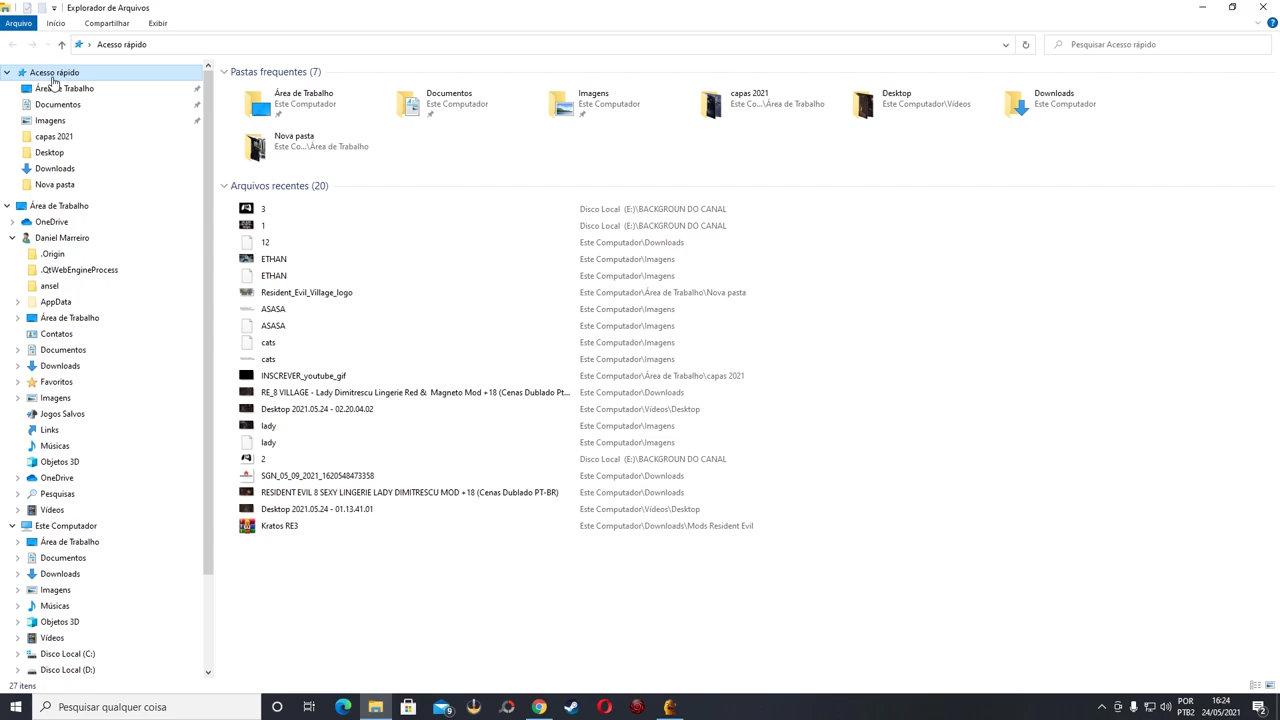 Explorador de Arquivos
Arquivo Início Compartilhar Exibir
Acesso rápido
Pesquisar Acesso rápido
Acesso rápido
Área de Trabalho
Documentos
Imagens
capas 2021
Desktop
Downloads
Nova pasta
Área de Trabalho
OneDrive
Daniel Marreiro
.Origin
.QtWebEngineProcess
ansel
AppData
Área de Trabalho
Contatos
Documentos
Downloads
Favoritos
Imagens
Jogos Salvos
Links
Músicas
Objetos 3D
OneDrive
Pesquisas
Vídeos
Este Computador
Área de Trabalho
Documentos
Downloads
Imagens
Músicas
Objetos 3D
Vídeos
Disco Local (C:)
Disco Local (D:)
Pastas frequentes (7)
Área de Trabalho
Este Computador
Documentos
Este Computador
Imagens
Este Computador
capas 2021
Este Co...\Área de Trabalho
Desktop
Este Computador\Vídeos
Downloads
Este Computador
Nova pasta
Este Co...\Área de Trabalho
Arquivos recentes (20)
3 Disco Local (E:)\BACKGROUN DO CANAL
1 Disco Local (E:)\BACKGROUN DO CANAL
12 Este Computador\Downloads
ETHAN Este Computador\Imagens
ETHAN Este Computador\Imagens
Resident_Evil_Village_logo Este Computador\Área de Trabalho\Nova pasta
ASASA Este Computador\Imagens
ASASA Este Computador\Imagens
cats Este Computador\Imagens
cats Este Computador\Imagens
INSCREVER_youtube_gif Este Computador\Área de Trabalho\capas 2021
RE_8 VILLAGE - Lady Dimitrescu Lingerie Red & Magneto Mod +18 (Cenas Dublado Pt... Este Computador\Downloads
Desktop 2021.05.24 - 02.20.04.02 Este Computador\Vídeos\Desktop
lady Este Computador\Imagens
lady Este Computador\Imagens
2 Disco Local (E:)\BACKGROUN DO CANAL
SGN_05_09_2021_1620548473358 Este Computador\Downloads
RESIDENT EVIL 8 SEXY LINGERIE LADY DIMITRESCU MOD +18 (Cenas Dublado PT-BR) Este Computador\Downloads
Desktop 2021.05.24 - 01.13.41.01 Este Computador\Vídeos\Desktop
Kratos RE3 Este Computador\Downloads\Mods Resident Evil
27 itens
Pesquisar qualquer coisa
POR 16:24
PTB2 24/05/2021